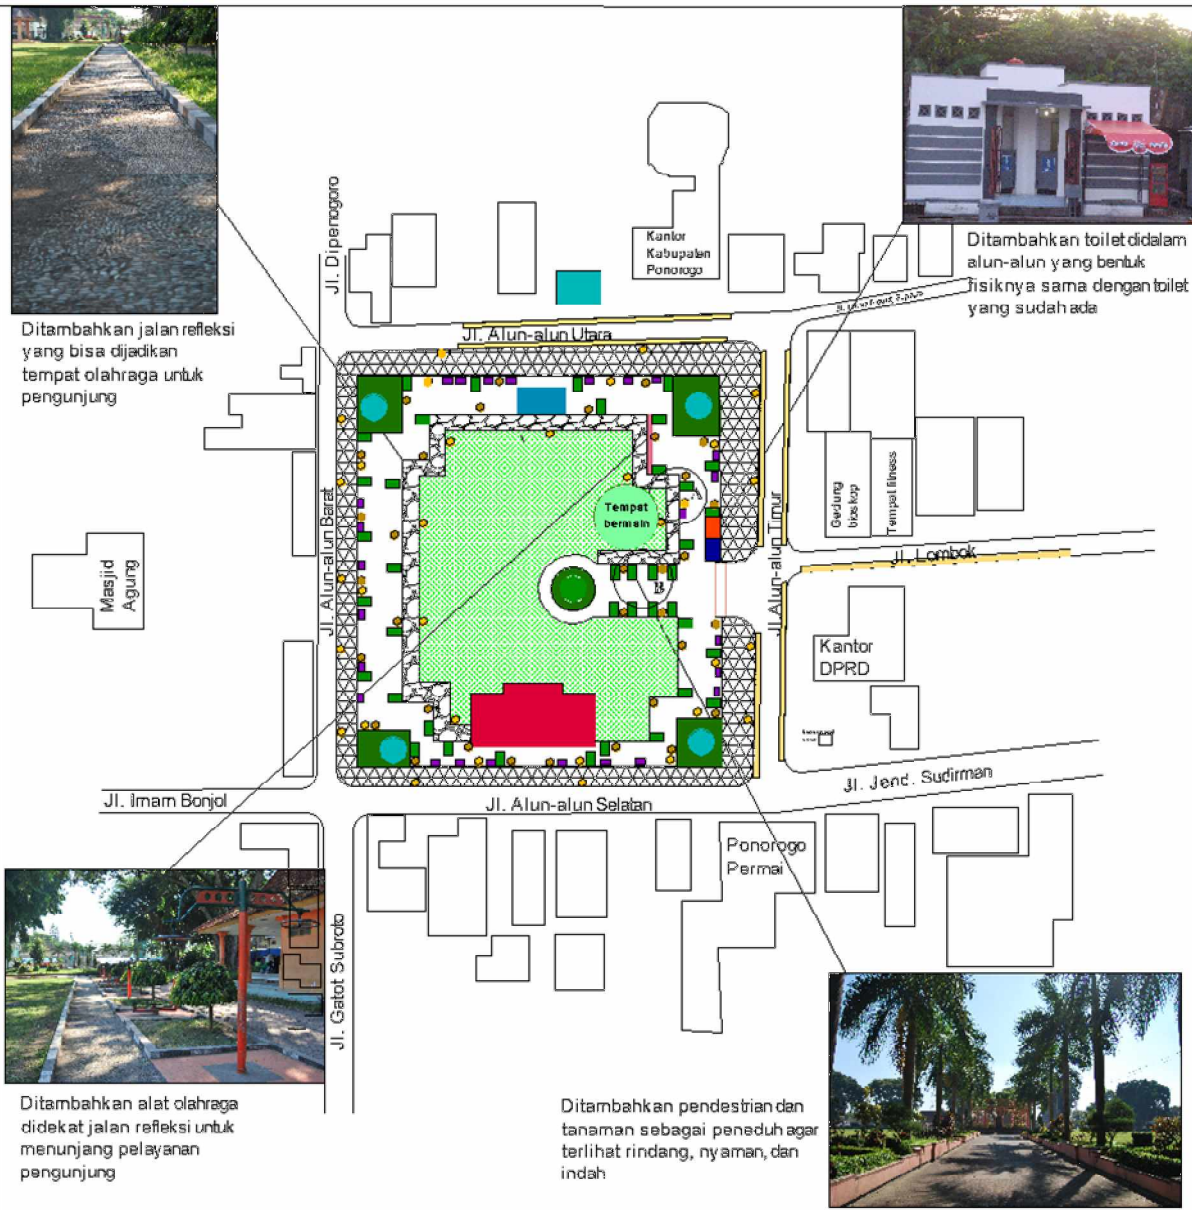 Ditambahkan jalan refleksi
yang bisa dijadikan
tempat olahraga untuk
pengunjung
Ditambahkan toilet didalam
alun-alun yang bentuk
fisiknya sama dengan toilet
yang sudah ada
Jl. Dipenogoro
Kantor
Kabupaten
Ponorogo
Jl. Alun-alun Utara
Jl. Alun-alun Barat
Masjid
Agung
Tempat
bermain
A
B
Jl. Alun-alun Timur
Gedung
bioskop
Tempat fitness
Jl. Lombok
Kantor
DPRD
Jl. Jend. Sudirman
Jl. Imam Bonjol
Jl. Alun-alun Selatan
Ponorogo
Permai
Jl. Gatot Subroto
Ditambahkan alat olahraga
didekat jalan refleksi untuk
menunjang pelayanan
pengunjung
Ditambahkan pendestrian dan
tanaman sebagai peneduh agar
terlihat rindang, nyaman, dan
indah